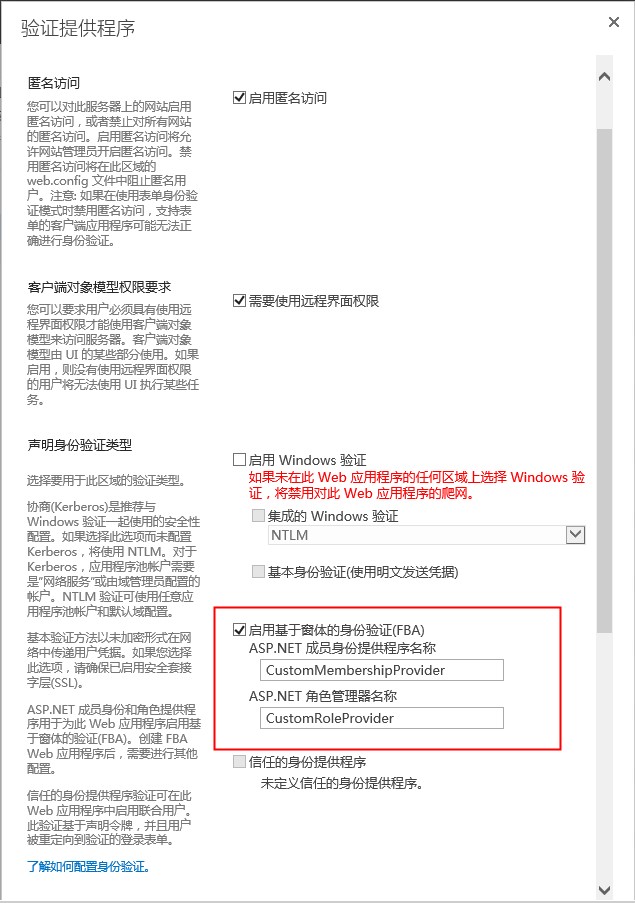 验证提供程序
匿名访问
您可以对此服务器上的网站启用
匿名访问，或者禁止对所有网站
的匿名访问。启用匿名访问将允
许网站管理员开启匿名访问。禁
用匿名访问将在此区域的
web.config 文件中阻止匿名用
户。注意: 如果在使用表单身份验
证模式时禁用匿名访问，支持表
单的客户端应用程序可能无法正
确进行身份验证。
启用匿名访问
客户端对象模型权限要求
您可以要求用户必须具有使用远
程界面权限才能使用客户端对象
模型来访问服务器。客户端对象
模型由 UI 的某些部分使用。如果
启用，则没有使用远程界面权限
的用户将无法使用 UI 执行某些任
务。
需要使用远程界面权限
声明身份验证类型
选择要用于此区域的验证类型。
协商(Kerberos)是推荐与
Windows 验证一起使用的安全性
配置。如果选择此选项而未配置
Kerberos，将使用 NTLM。对于
Kerberos，应用程序池帐户需要
是“网络服务”或由域管理员配置的
帐户。NTLM 验证可使用任意应
用程序池帐户和默认域配置。
基本验证方法以未加密形式在网
络中传递用户凭据。如果您选择
此选项，请确保已启用安全套接
字层(SSL)。
ASP.NET 成员身份和角色提供程
序用于为此 Web 应用程序启用基
于窗体的验证(FBA)。创建 FBA
Web 应用程序后，需要进行其他
配置。
信任的身份提供程序验证可在此
Web 应用程序中启用联合用户。
此验证基于声明令牌，并且用户
被重定向到验证的登录表单。
了解如何配置身份验证。
启用 Windows 验证
如果未在此 Web 应用程序的任何区域上选择 Windows 验
证，将禁用对此 Web 应用程序的爬网。
集成的 Windows 验证
NTLM
基本身份验证(使用明文发送凭据)
启用基于窗体的身份验证(FBA)
ASP.NET 成员身份提供程序名称
CustomMembershipProvider
ASP.NET 角色管理器名称
CustomRoleProvider
信任的身份提供程序
未定义信任的身份提供程序。